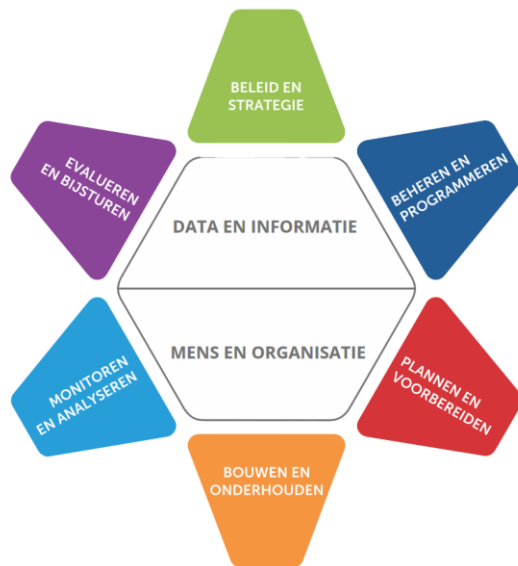 BELEID EN
STRATEGIE
BEHEREN EN
PROGRAMMEREN
PLANNEN EN
VOORBEREIDEN
BOUWEN EN
ONDERHOUDEN
MONITOREN
EN ANALYSEREN
EVALUEREN
EN BIJSTUREN
DATA EN INFORMATIE
MENS EN ORGANISATIE